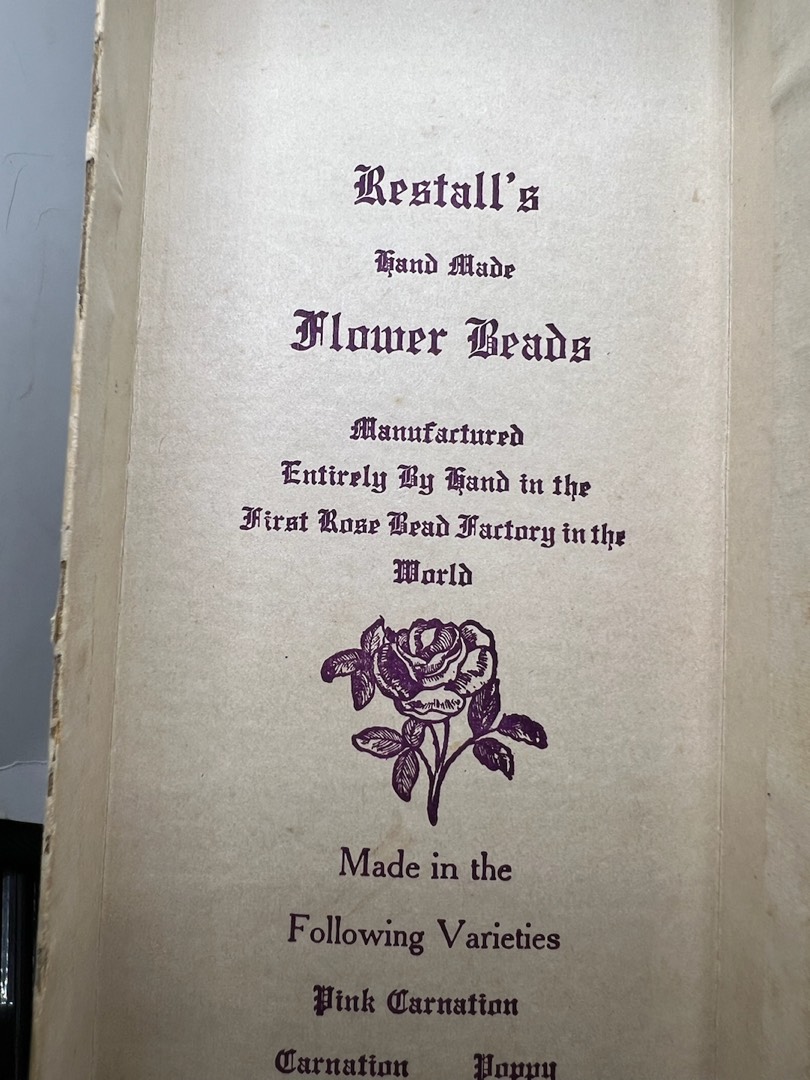 Restall's
Hand Made
Flower Beads
Manufactured
Entirely By Hand in the
First Rose Bead Factory in the
World
Made in the
Following Varieties
Pink Carnation
Carnation Poppy